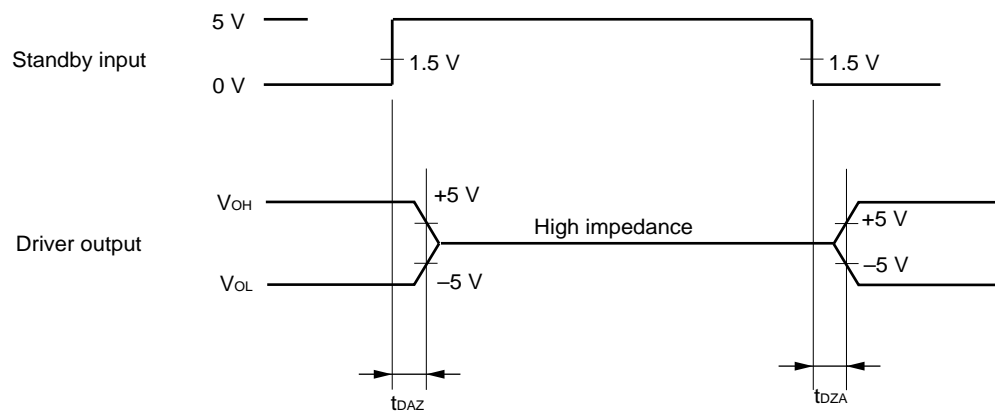 5 V
Standby input
1.5 V
1.5 V
0 V
VOH
+5 V
+5 V
Driver output
High impedance
VOL
–5 V
–5 V
tDAZ
tDZA